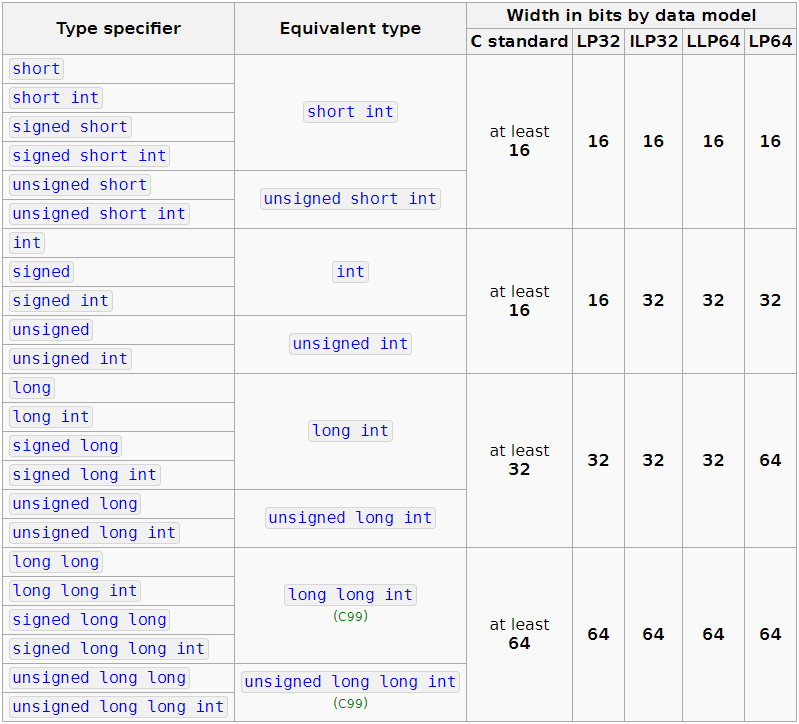 Type specifier Equivalent type Width in bits by data model
C standard LP32 ILP32 LLP64 LP64
short
short int
signed short
signed short int
short int
unsigned short
unsigned short int
unsigned short int
at least
16 16 16 16 16
int
signed
signed int
int
unsigned
unsigned int
unsigned int
at least
16 16 32 32 32
long
long int
signed long
signed long int
long int
unsigned long
unsigned long int
unsigned long int
at least
32 32 32 32 64
long long
long long int
signed long long
signed long long int
long long int
(C99)
unsigned long long
unsigned long long int
unsigned long long int
(C99)
at least
64 64 64 64 64